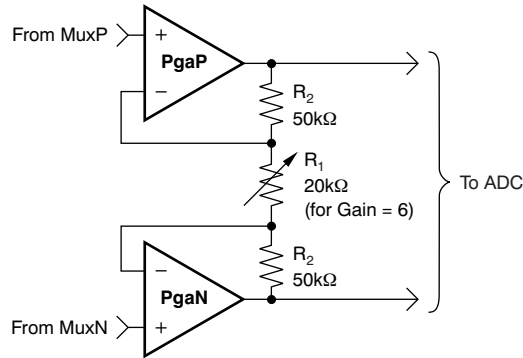 From MuxP
+
PgaP
−
R2
50kΩ
R1
20kΩ
(for Gain = 6)
To ADC
−
R2
50kΩ
PgaN
From MuxN
+